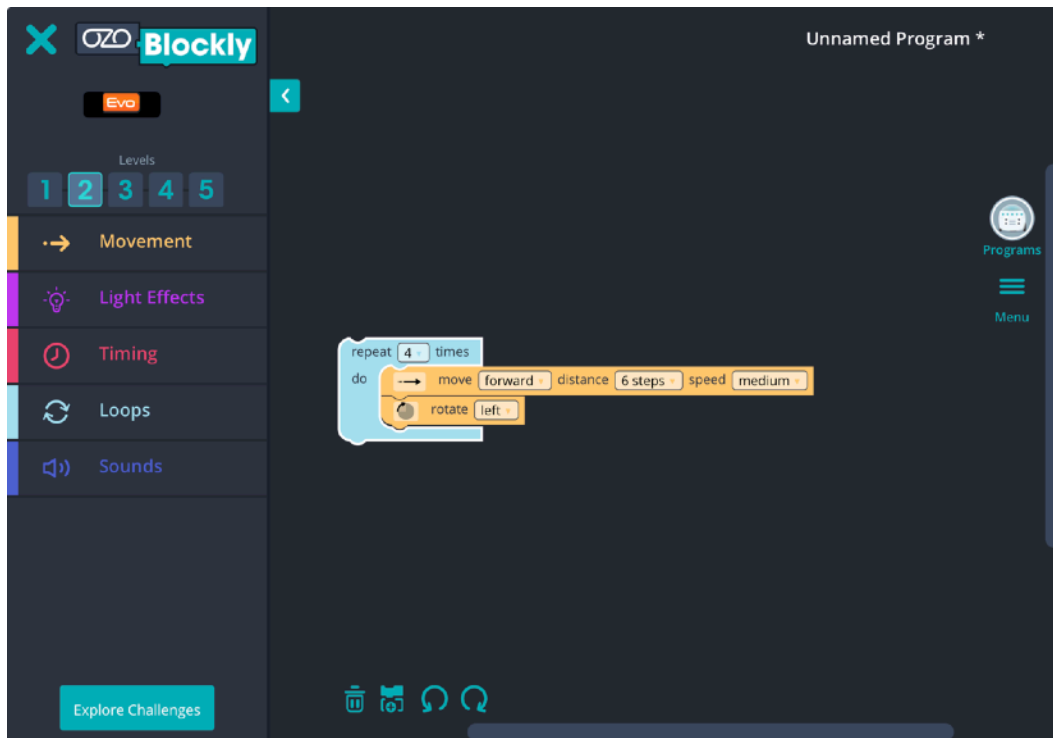 OZO Blockly
Unnamed Program *
Evo
Levels
1 2 3 4 5
Movement
Light Effects
Timing
Loops
Sounds
Programs
Menu
repeat 4 times
do move forward distance 6 steps speed medium
rotate left
Explore Challenges